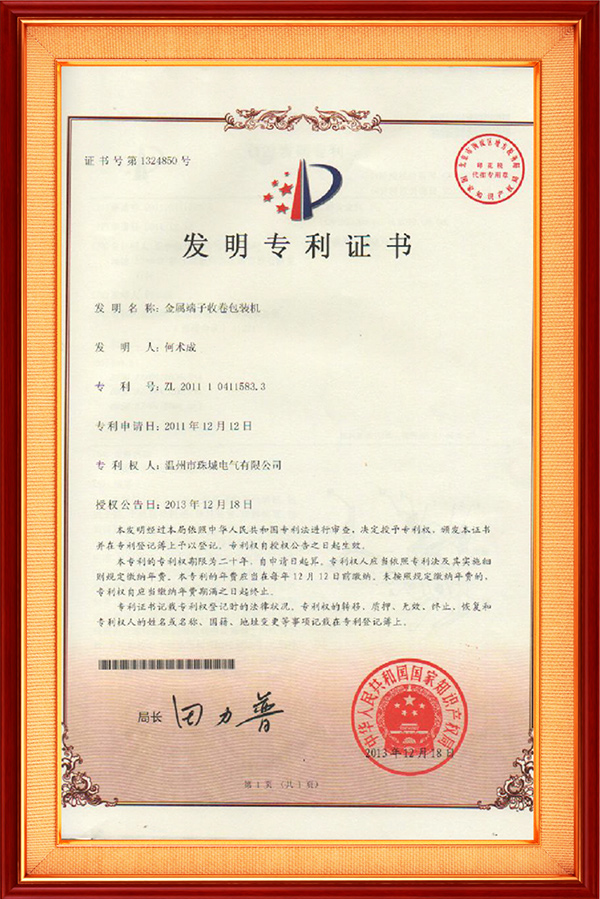 证书号第1324850号
印花税
代扣专用章
发明专利证书
发 明 名 称：金属端子收卷包装机
发 明 人：何术成
专 利 号：ZL 2011 1 0411583.3
专利申请日：2011年12月12日
专 利 权 人：温州市珠城电气有限公司
授权公告日：2013年12月18日
本发明经过本局依照中华人民共和国专利法进行审查，决定授予专利权，颁发本证书
并在专利登记簿上予以登记。专利权自授权公告之日起生效。
本专利的专利权期限为二十年，自申请日起算。专利权人应当依照专利法及其实施细
则规定缴纳年费。本专利的年费应当在每年12月12日前缴纳。未按照规定缴纳年费的，
专利权自应当缴纳年费期满之日起终止。
专利证书记载专利权登记时的法律状况。专利权的转移、质押、无效、终止、恢复和
专利权人的姓名或名称、国籍、地址变更等事项记载在专利登记簿上。
局长 田力普
中华人民共和国国家知识产权局
2013年12月18日
第1页（共1页）